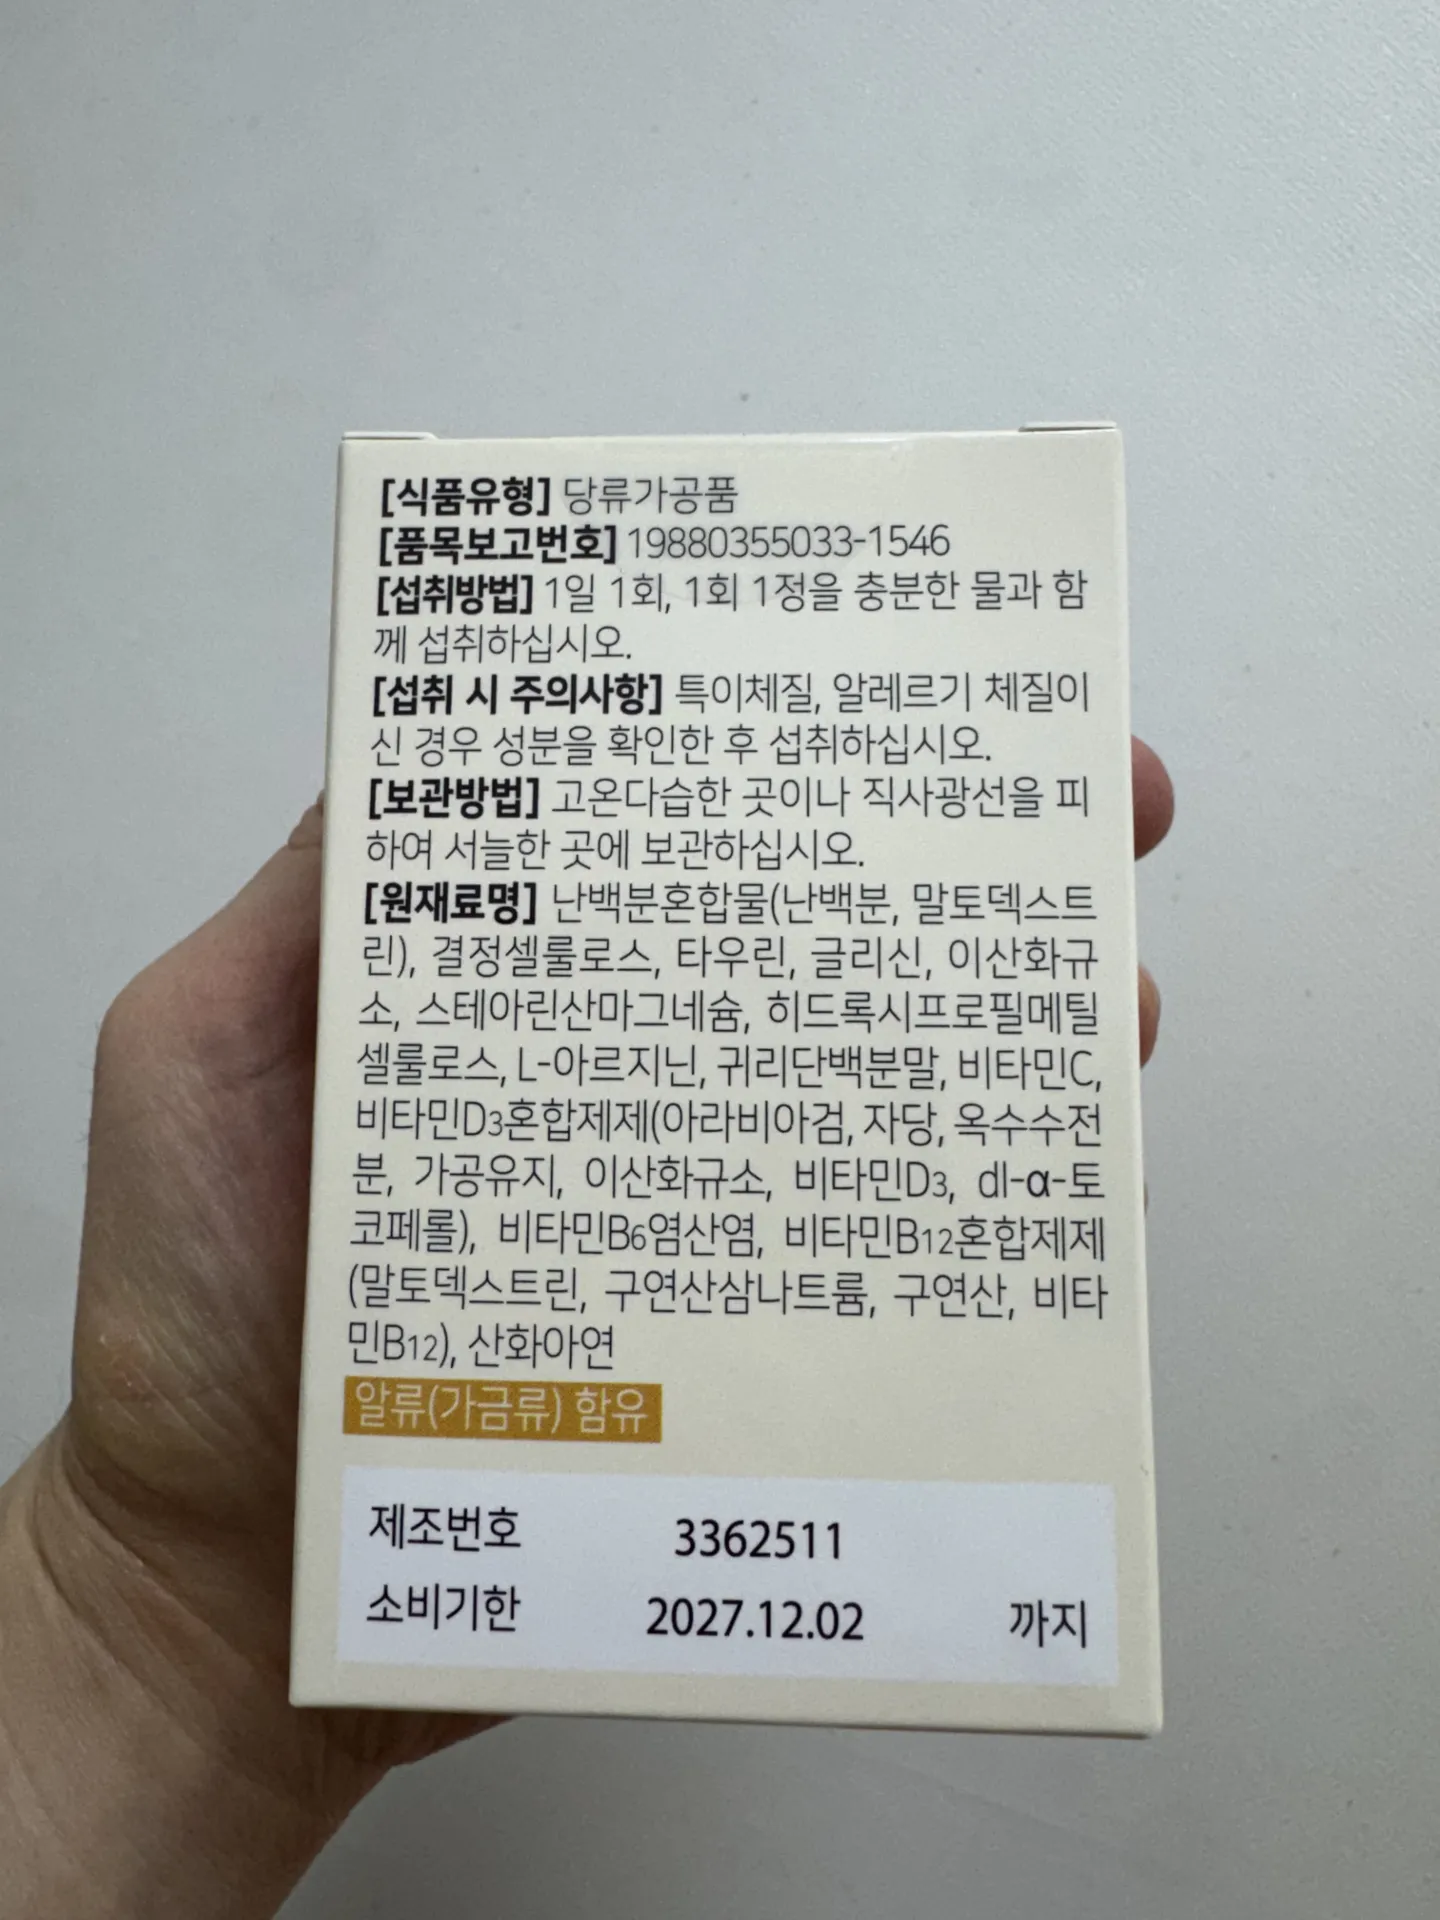 [식품유형] 당류가공품
[품목보고번호] 19880355033-1546
[섭취방법] 1일 1회, 1회 1정을 충분한 물과 함
께 섭취하십시오.
[섭취 시 주의사항] 특이체질, 알레르기 체질이
신 경우 성분을 확인한 후 섭취하십시오.
[보관방법] 고온다습한 곳이나 직사광선을 피
하여 서늘한 곳에 보관하십시오.
[원재료명] 난백분혼합물(난백분, 말토덱스트
린), 결정셀룰로스, 타우린, 글리신, 이산화규
소, 스테아린산마그네슘, 히드록시프로필메틸
셀룰로스, L-아르지닌, 귀리단백분말, 비타민C,
비타민D3혼합제제(아라비아검, 자당, 옥수수전
분, 가공유지, 이산화규소, 비타민D3, dl-α-토
코페롤), 비타민B6염산염, 비타민B12혼합제제
(말토덱스트린, 구연산삼나트륨, 구연산, 비타
민B12), 산화아연
알류(가금류) 함유
제조번호 3362511
소비기한 2027.12.02 까지